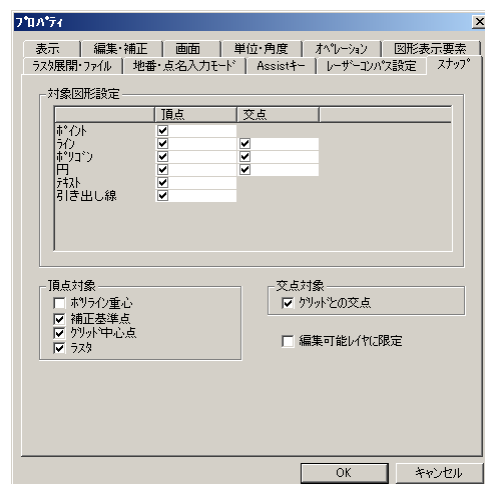 ﾌﾟﾛﾊﾟﾃｨ
表示 編集･補正 画面 単位･角度 ｵﾍﾟﾚｰｼｮﾝ 図形表示要素
ﾗｽﾀ展開･ﾌｧｲﾙ 地番･点名入力ﾓｰﾄﾞ Assistｷｰ ﾚｰｻﾞｰｺﾝﾊﾟｽ設定 ｽﾅｯﾌﾟ
対象図形設定
頂点 交点
ﾎﾟｲﾝﾄ
ﾗｲﾝ
ﾎﾟﾘｺﾞﾝ
円
ﾃｷｽﾄ
引き出し線
頂点対象
ﾎﾟﾘﾗｲﾝ重心
補正基準点
ｸﾞﾘｯﾄﾞ中心点
ﾗｽﾀ
交点対象
ｸﾞﾘｯﾄﾞとの交点
編集可能ﾚｲﾔに限定
OK ｷｬﾝｾﾙ